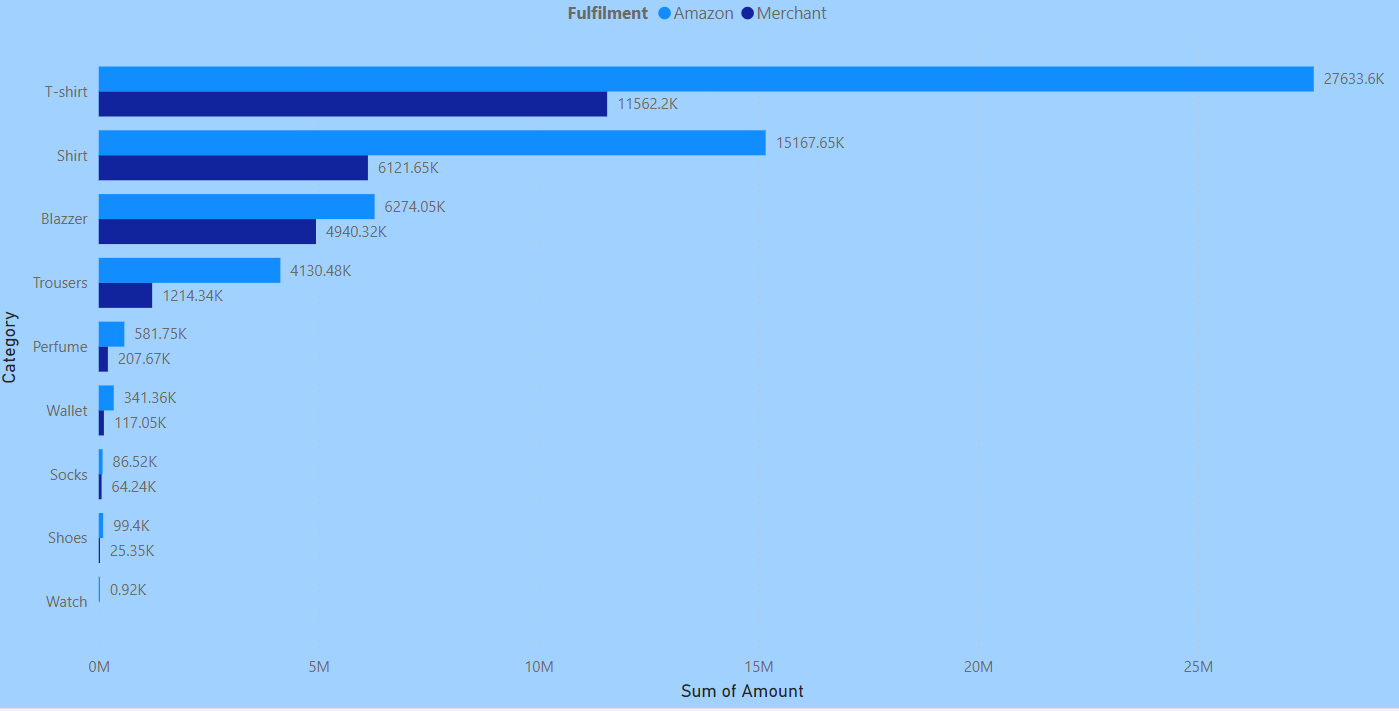 Fulfilment Amazon Merchant
T-shirt
27633.6K
11562.2K
Shirt
15167.65K
6121.65K
Blazzer
6274.05K
4940.32K
Trousers
4130.48K
1214.34K
Perfume
581.75K
207.67K
Wallet
341.36K
117.05K
Socks
86.52K
64.24K
Shoes
99.4K
25.35K
Watch
0.92K
Category
0M 5M 10M 15M 20M 25M
Sum of Amount